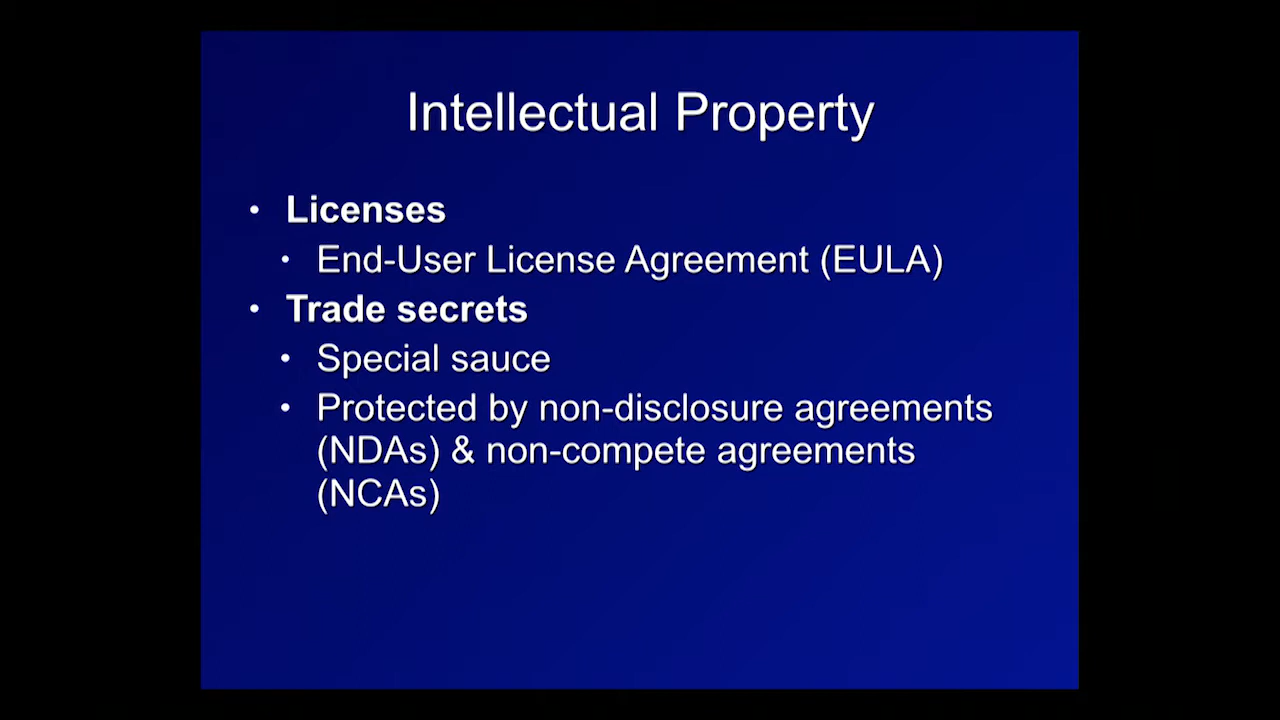 Intellectual Property
• Licenses
• End-User License Agreement (EULA)
• Trade secrets
• Special sauce
• Protected by non-disclosure agreements
(NDAs) & non-compete agreements
(NCAs)